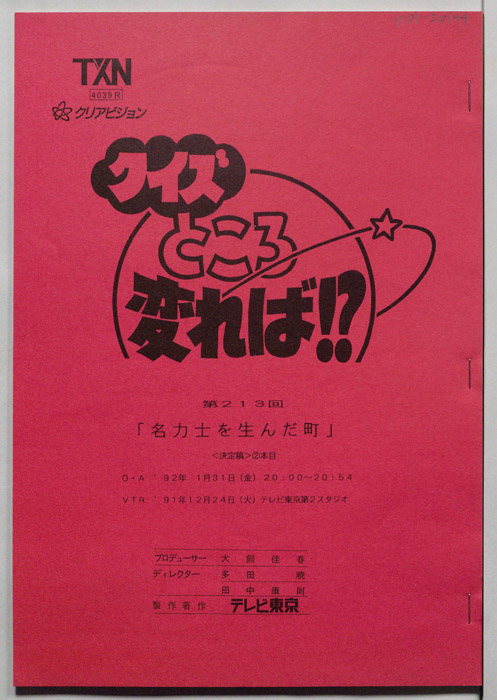 TXN
4039R
クリアビジョン
クイズ
ところ
変れば!?
第213回
「名力士を生んだ町」
<決定稿>②本目
O・A '92年 1月31日(金) 20:00~20:54
VTR '91年12月24日(火) テレビ東京第2スタジオ
プロデューサー 犬飼佳春
ディレクター 多田暁
田中康則
製作著作 テレビ東京